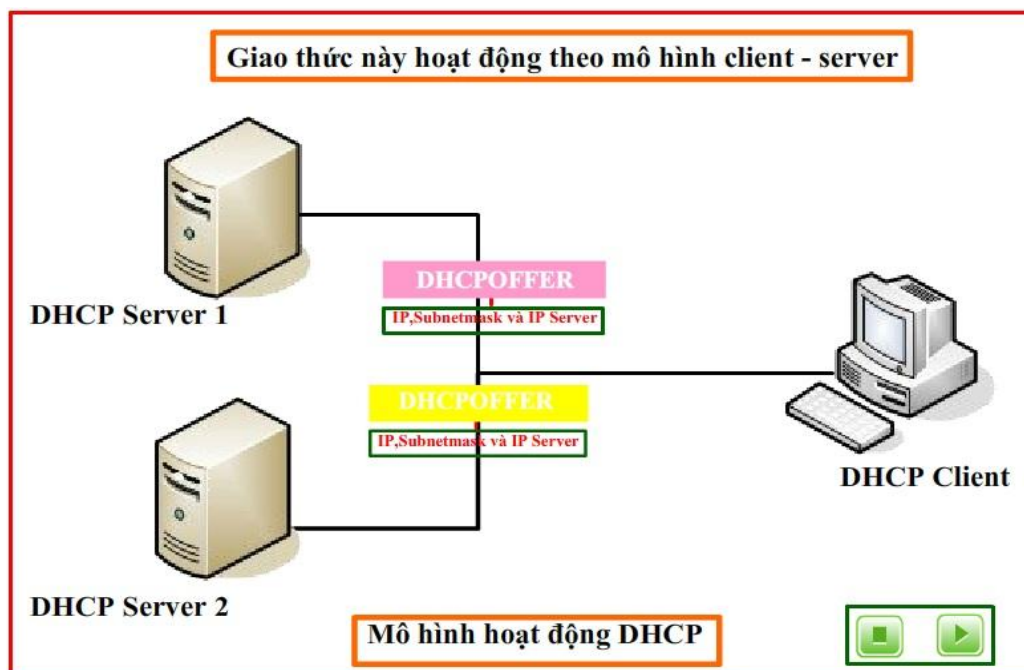 Giao thức này hoạt động theo mô hình client - server
DHCPOFFER
IP,Subnetmask và IP Server
DHCP Server 1
DHCPOFFER
IP,Subnetmask và IP Server
DHCP Client
DHCP Server 2
Mô hình hoạt động DHCP